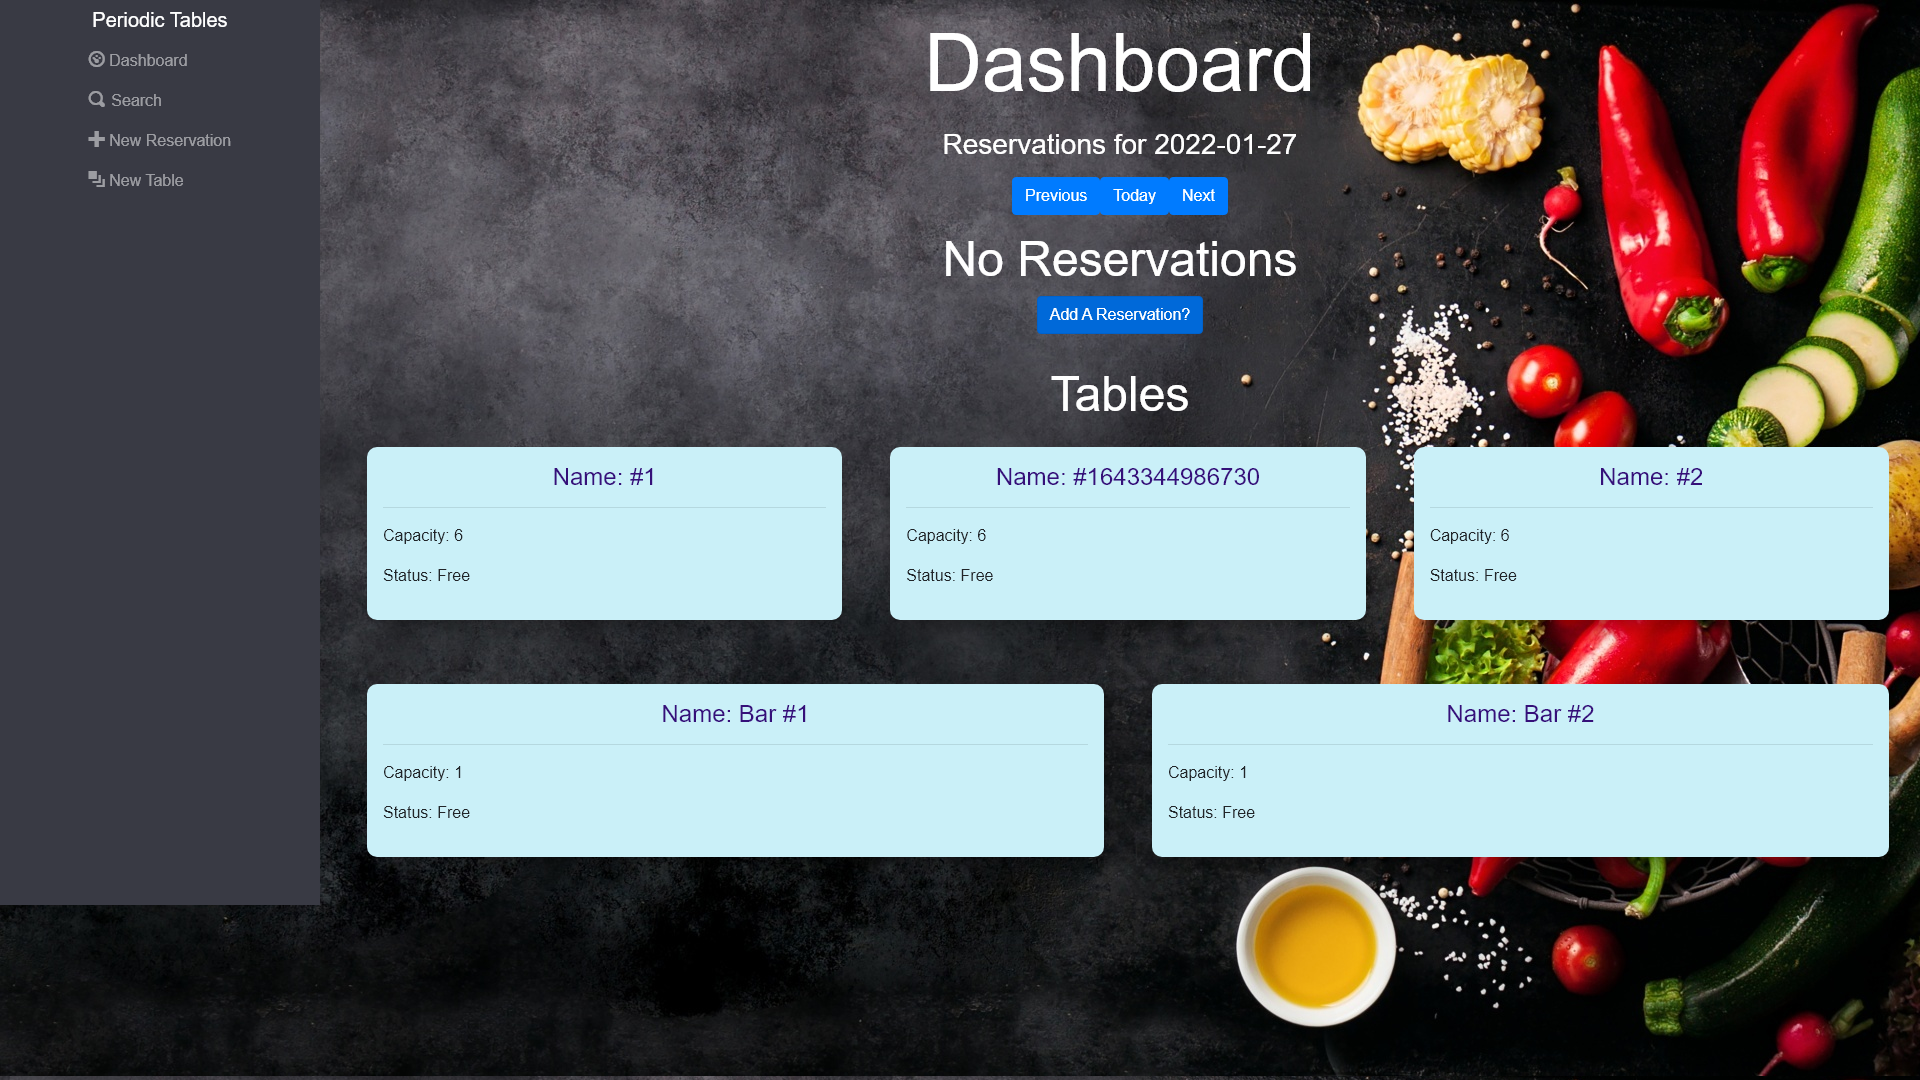 Periodic Tables
Dashboard
Search
New Reservation
New Table
Dashboard
Reservations for 2022-01-27
Previous Today Next
No Reservations
Add A Reservation?
Tables
Name: #1
Capacity: 6
Status: Free
Name: #1643344986730
Capacity: 6
Status: Free
Name: #2
Capacity: 6
Status: Free
Name: Bar #1
Capacity: 1
Status: Free
Name: Bar #2
Capacity: 1
Status: Free